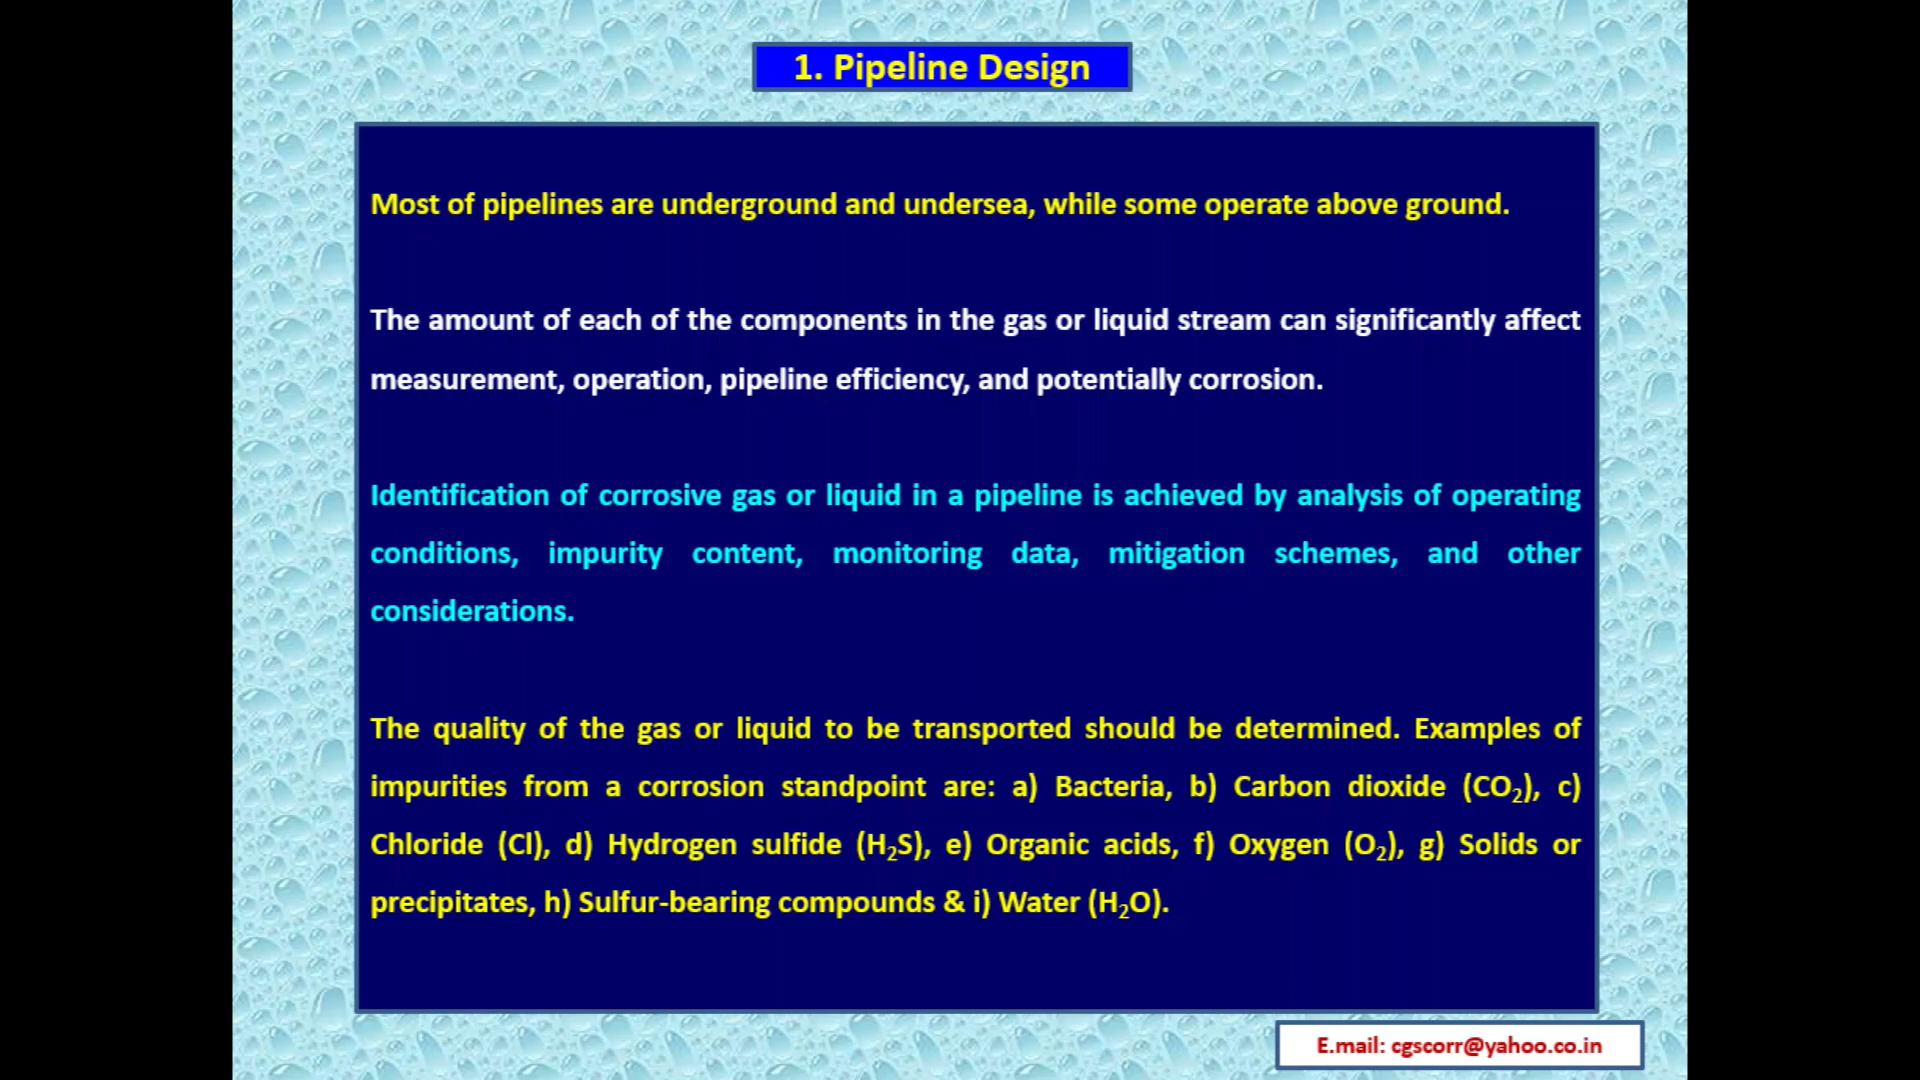 1. Pipeline Design
Most of pipelines are underground and undersea, while some operate above ground.
The amount of each of the components in the gas or liquid stream can significantly affect
measurement, operation, pipeline efficiency, and potentially corrosion.
Identification of corrosive gas or liquid in a pipeline is achieved by analysis of operating
conditions, impurity content, monitoring data, mitigation schemes, and other
considerations.
The quality of the gas or liquid to be transported should be determined. Examples of
impurities from a corrosion standpoint are: a) Bacteria, b) Carbon dioxide (CO₂), c)
Chloride (Cl), d) Hydrogen sulfide (H₂S), e) Organic acids, f) Oxygen (O₂), g) Solids or
precipitates, h) Sulfur-bearing compounds & i) Water (H₂O).
E.mail: cgscorr@yahoo.co.in